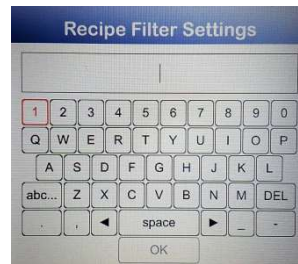 Recipe Filter Settings
1 2 3 4 5 6 7 8 9 0
Q W E R T Y U I O P
A S D F G H J K L
abc... Z X C V B N M DEL
. , ◄ space ► _ -
OK